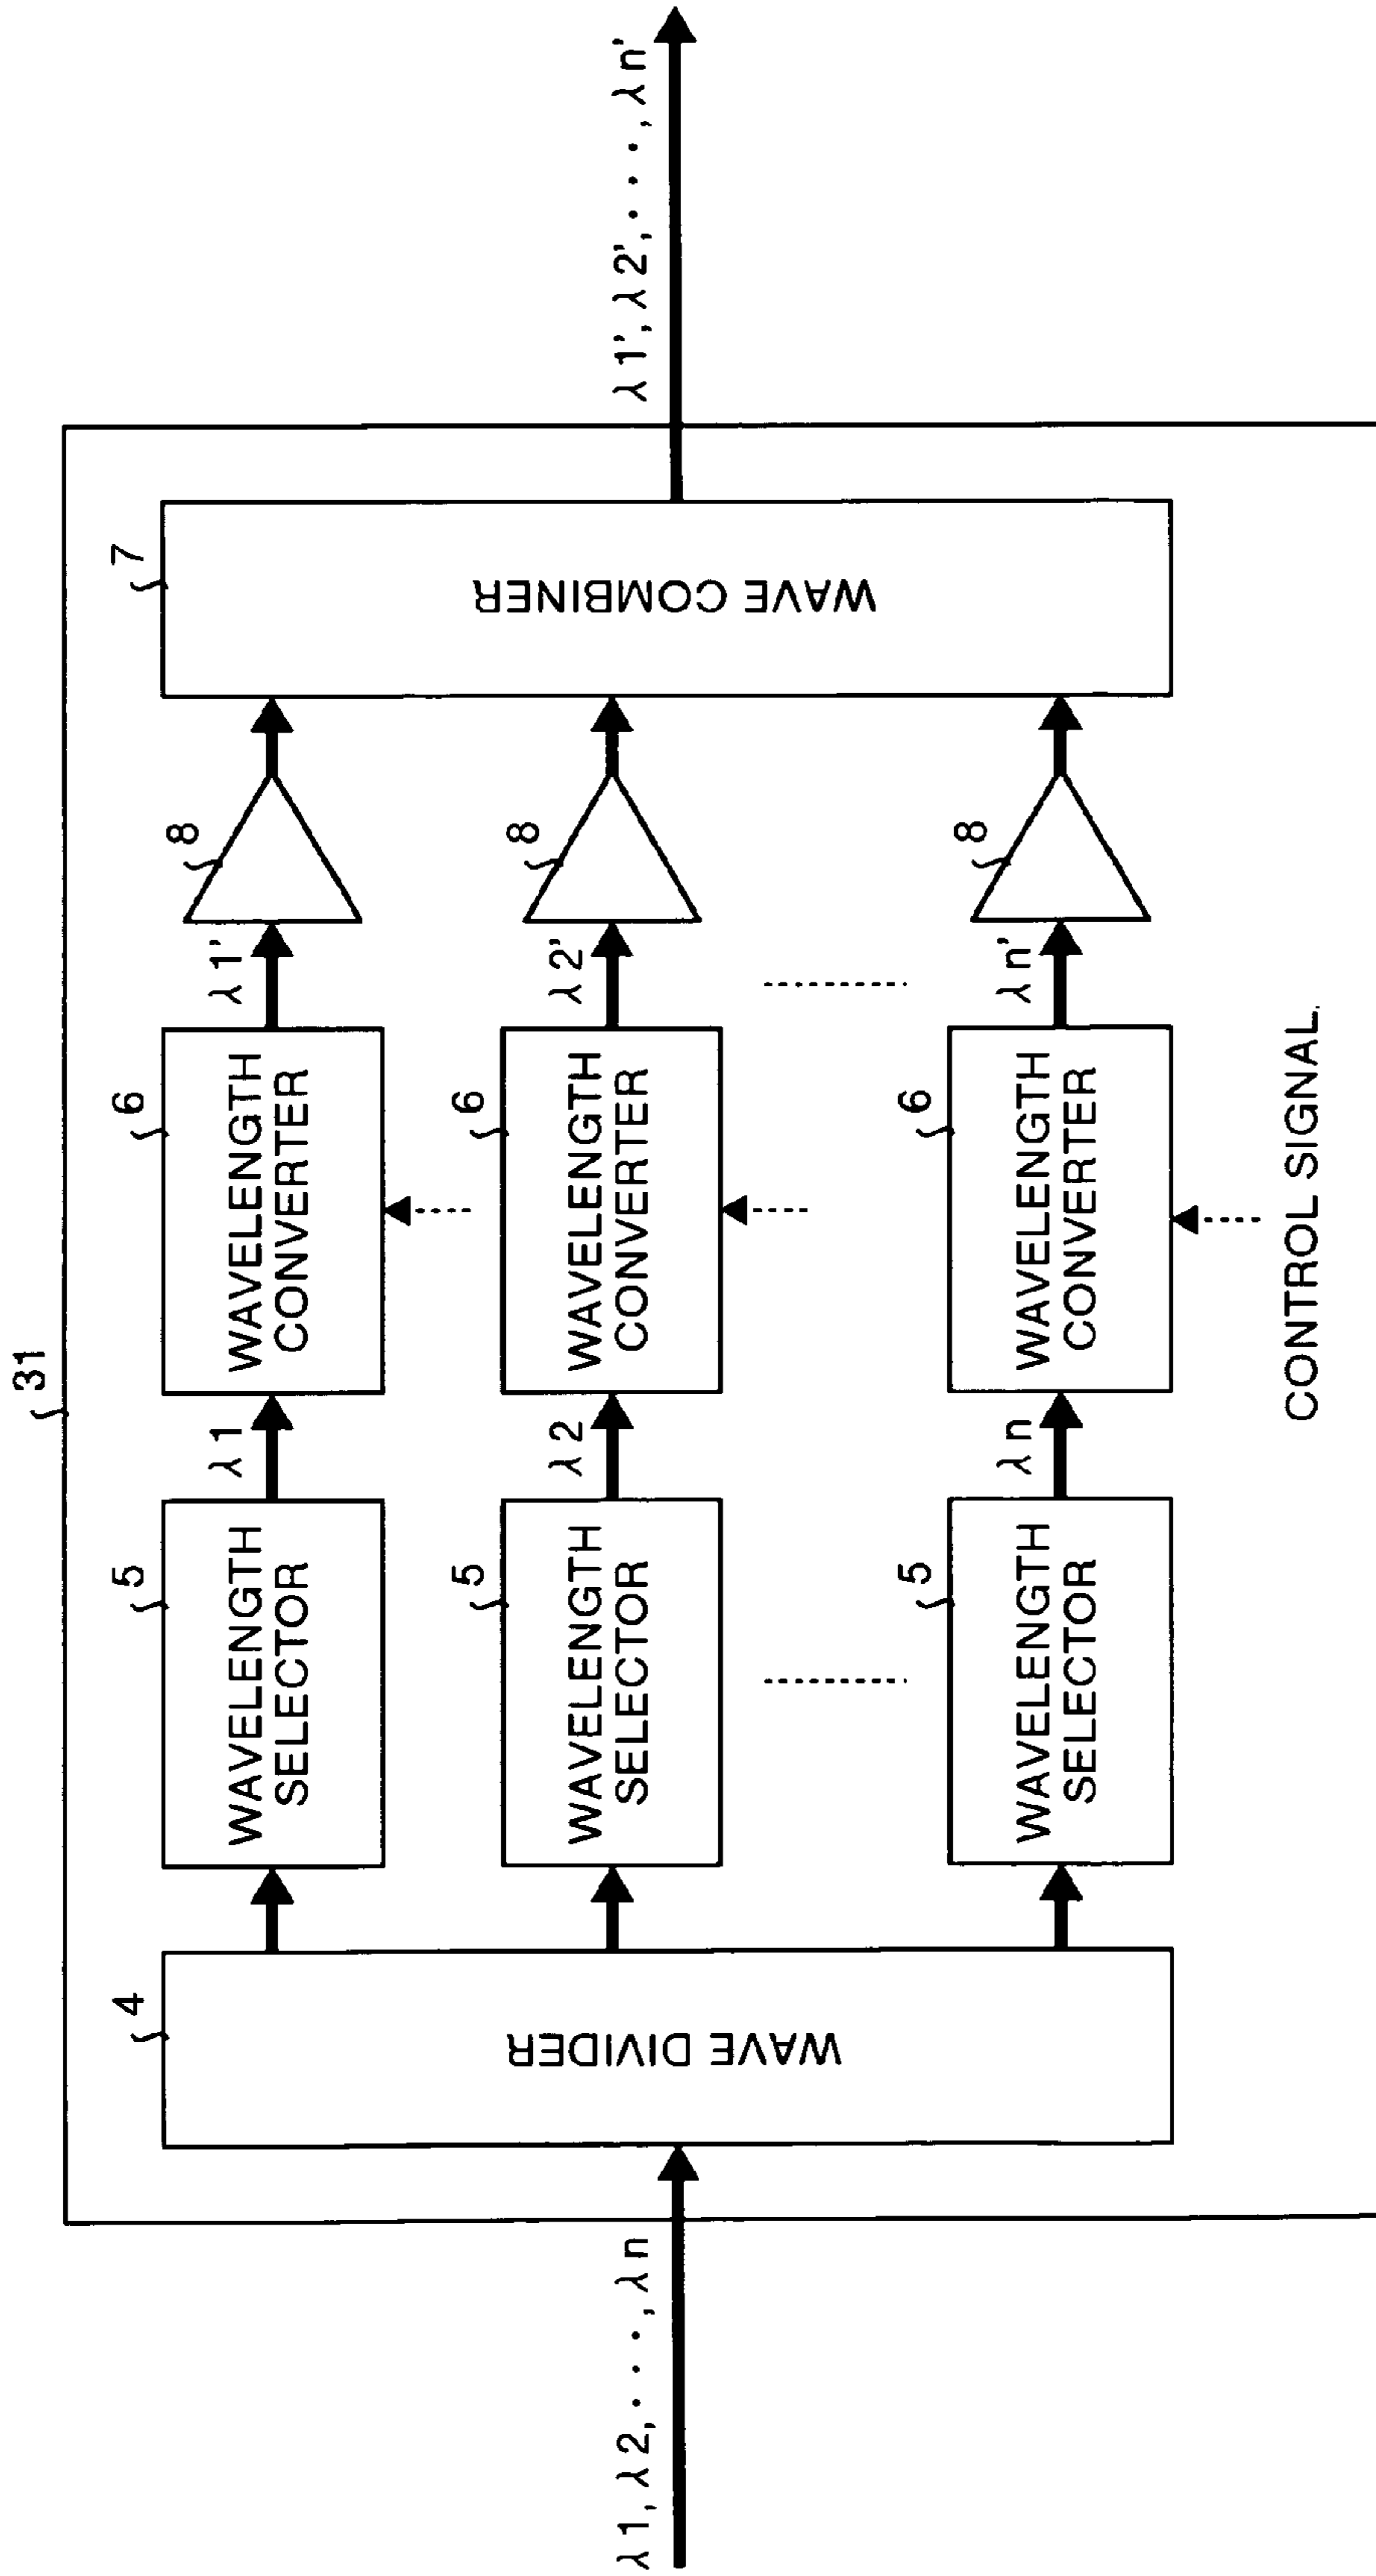 31
λ1, λ2, ・・・, λn
4
WAVE DIVIDER
5
WAVELENGTH
SELECTOR
λ1
6
WAVELENGTH
CONVERTER
λ1'
8
7
WAVE COMBINER
λ1', λ2', ・・・, λn'
5
WAVELENGTH
SELECTOR
λ2
6
WAVELENGTH
CONVERTER
λ2'
8
5
WAVELENGTH
SELECTOR
λn
6
WAVELENGTH
CONVERTER
λn'
8
CONTROL SIGNAL